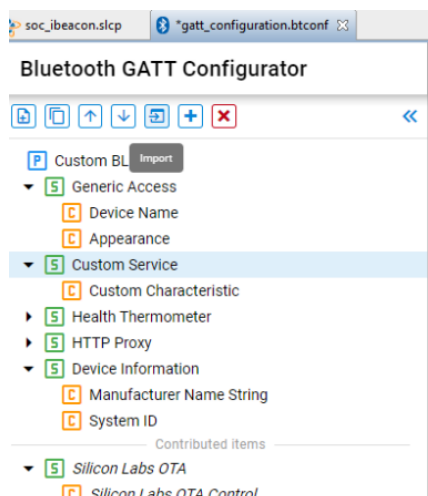 soc_ibeacon.slcp
*gatt_configuration.btconf
Bluetooth GATT Configurator
P Custom BL
Import
S Generic Access
C Device Name
C Appearance
S Custom Service
C Custom Characteristic
S Health Thermometer
S HTTP Proxy
S Device Information
C Manufacturer Name String
C System ID
Contributed items
S Silicon Labs OTA
C Silicon Labs OTA Control